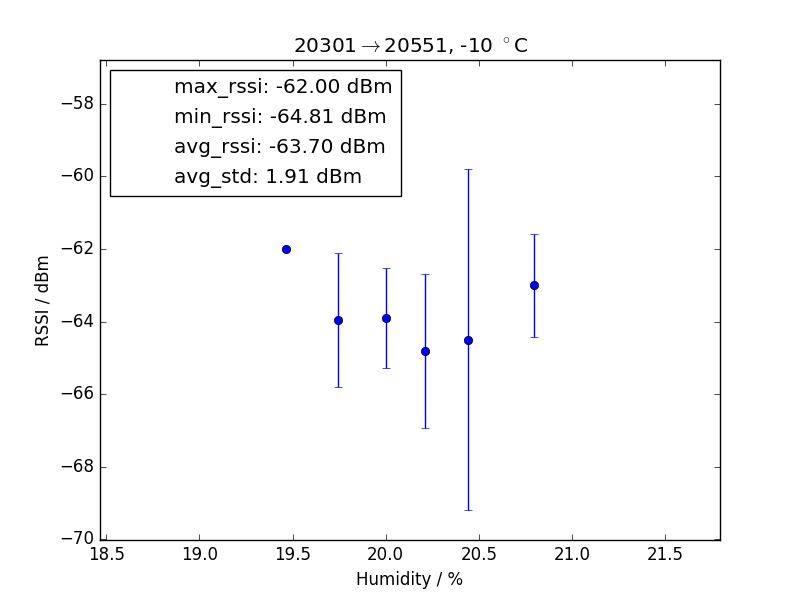 20301→20551, -10 °C
max_rssi: -62.00 dBm
min_rssi: -64.81 dBm
avg_rssi: -63.70 dBm
avg_std: 1.91 dBm
−58
−60
−62
−64
−66
−68
−70
RSSI / dBm
18.5 19.0 19.5 20.0 20.5 21.0 21.5
Humidity / %